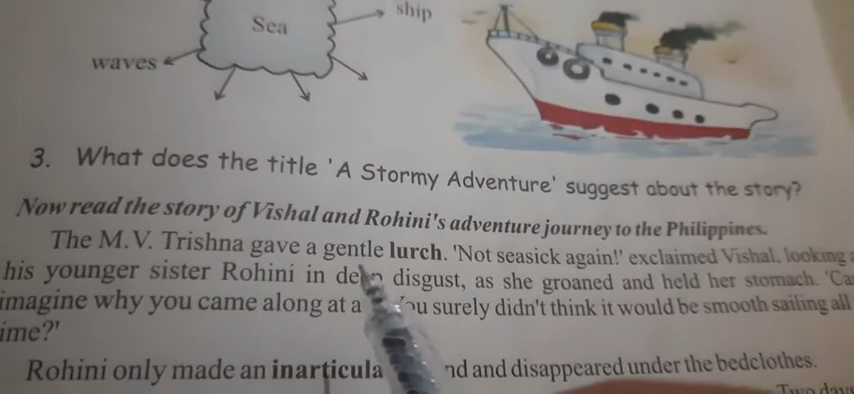 Sea
ship
waves
3. What does the title 'A Stormy Adventure' suggest about the story?
Now read the story of Vishal and Rohini's adventure journey to the Philippines.
The M.V. Trishna gave a gentle lurch. 'Not seasick again!' exclaimed Vishal, looking
his younger sister Rohini in disgust, as she groaned and held her stomach.
imagine why you came along at a surely didn't think it would be smooth sailing all
ime?'
Rohini only made an inarticula nd and disappeared under the bedclothes.
Two days